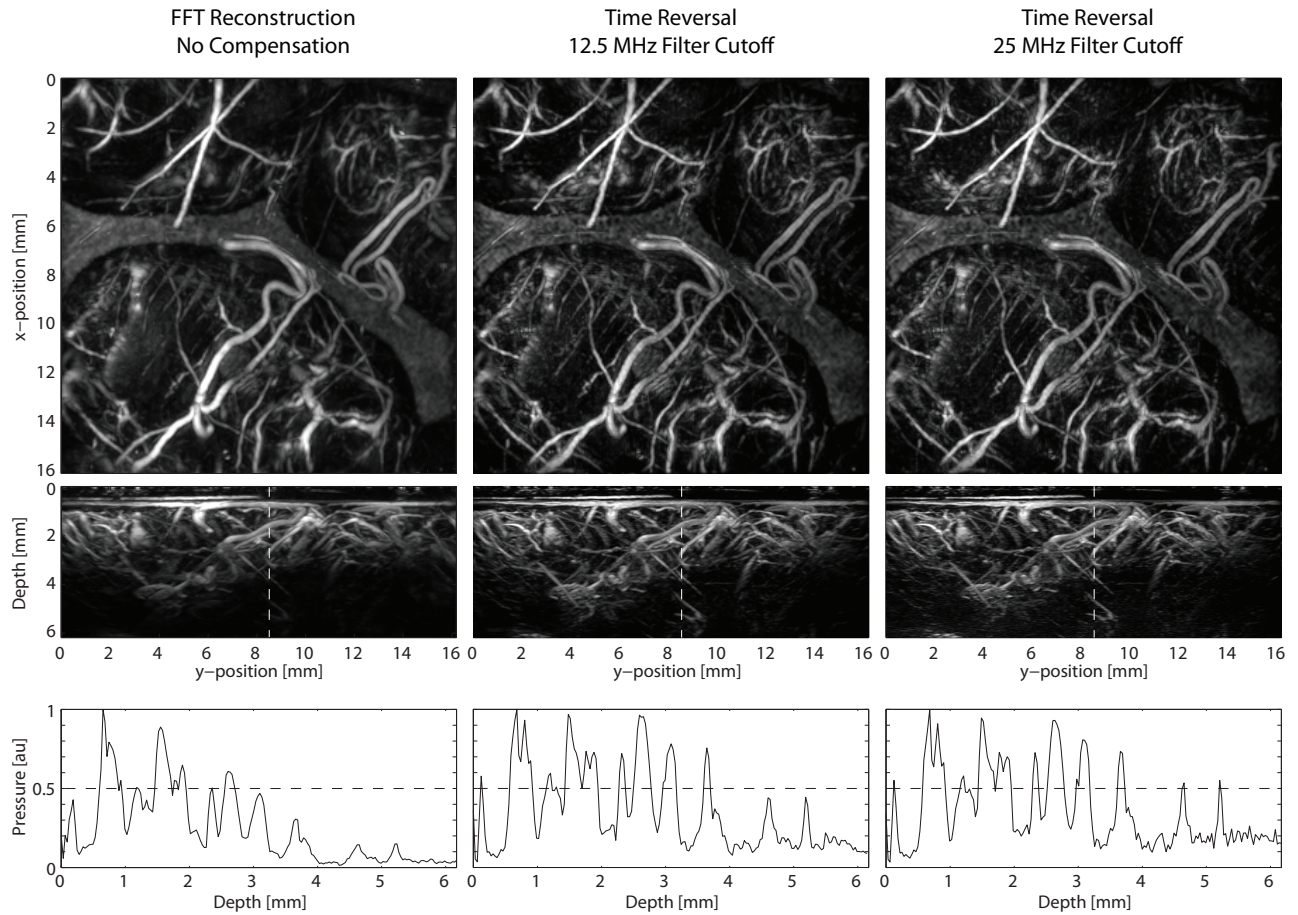 FFT Reconstruction
No Compensation
Time Reversal
12.5 MHz Filter Cutoff
Time Reversal
25 MHz Filter Cutoff
x−position [mm]
0
2
4
6
8
10
12
14
16
Depth [mm]
0
2
4
6
0 2 4 6 8 10 12 14 16
y−position [mm]
0 2 4 6 8 10 12 14 16
y−position [mm]
0 2 4 6 8 10 12 14 16
y−position [mm]
Pressure [au]
1
0.5
0
0 1 2 3 4 5 6
Depth [mm]
0 1 2 3 4 5 6
Depth [mm]
0 1 2 3 4 5 6
Depth [mm]